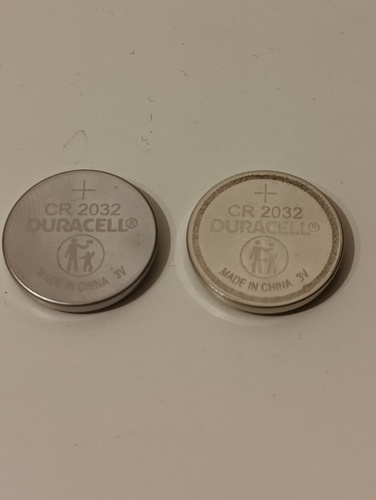 +
CR 2032
DURACELL®
MADE IN CHINA 3V
+
CR 2032
DURACELL®
MADE IN CHINA · 3V